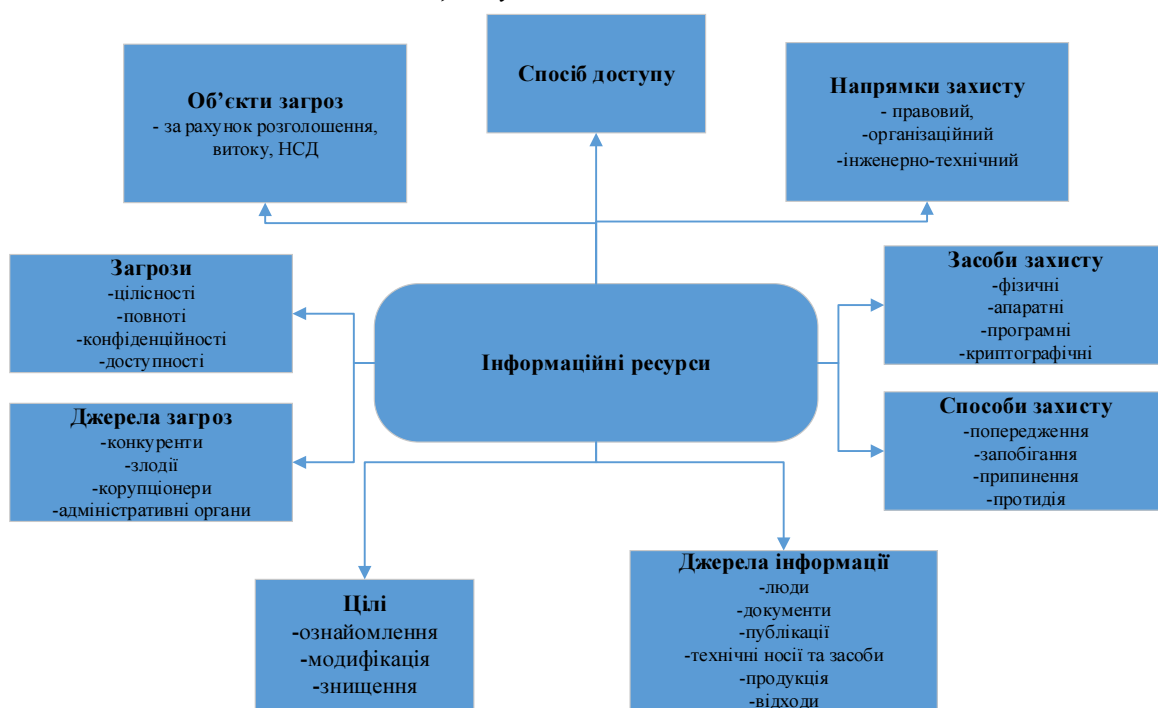 Спосіб доступу
Об’єкти загроз
- за рахунок розголошення,
витоку, НСД
Напрямки захисту
- правовий,
-організаційний
-інженерно-технічний
Загрози
-цілісності
-повноті
-конфіденційності
-доступності
Засоби захисту
-фізичні
-апаратні
-програмні
-криптографічні
Інформаційні ресурси
Джерела загроз
-конкуренти
-злодії
-корупціонери
-адміністративні органи
Способи захисту
-попередження
-запобігання
-припинення
-протидія
Цілі
-ознайомлення
-модифікація
-знищення
Джерела інформації
-люди
-документи
-публікації
-технічні носії та засоби
-продукція
-відходи